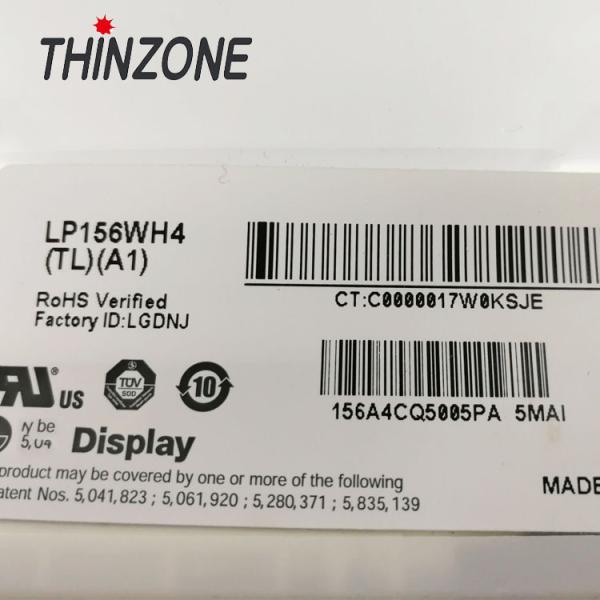 THINZONE
LP156WH4
(TL)(A1)
RoHS Verified
Factory ID:LGDNJ
CT:C0000017W0KSJE
US
TÜV
SOD
10
156A4CQ5005PA 5MAI
Display
product may be covered by one or more of the following
atent Nos. 5,041,823 ; 5,061,920 ; 5,280,371 ; 5,835,139
MADE